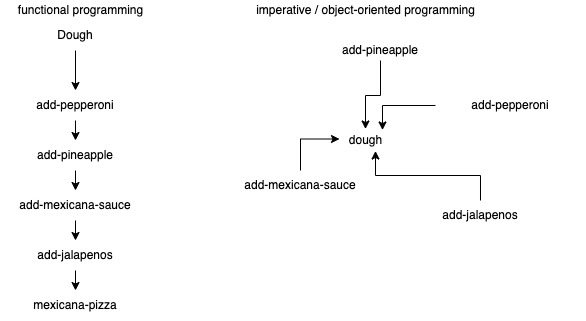 functional programming
Dough
add-pepperoni
add-pineapple
add-mexicana-sauce
add-jalapenos
mexicana-pizza
imperative / object-oriented programming
add-pineapple
add-pepperoni
dough
add-mexicana-sauce
add-jalapenos